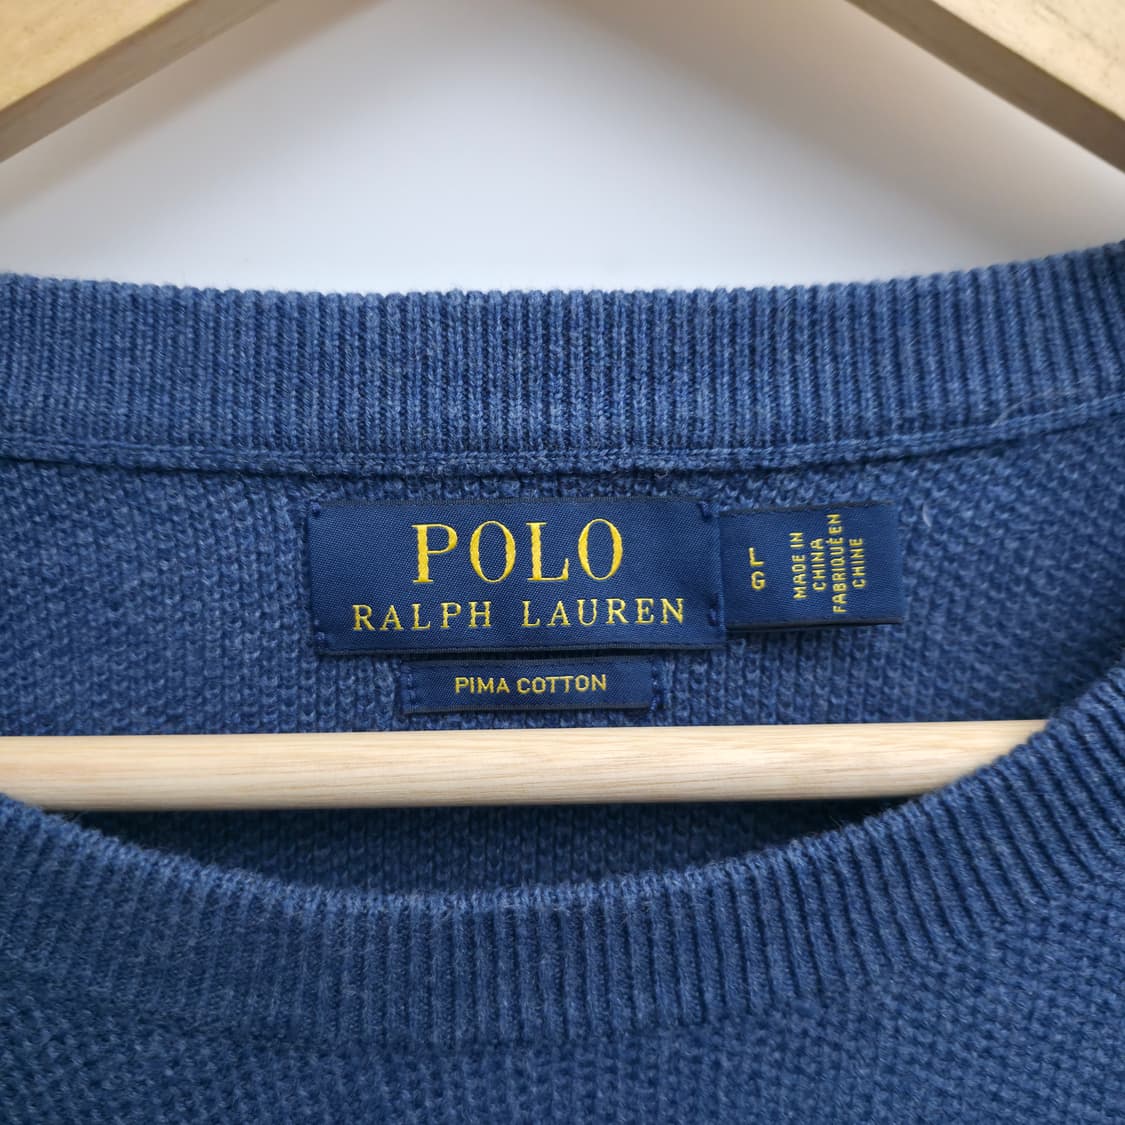 POLO
RALPH LAUREN
PIMA COTTON
L
G
MADE IN
CHINA
FABRIQUÉ EN
CHINE